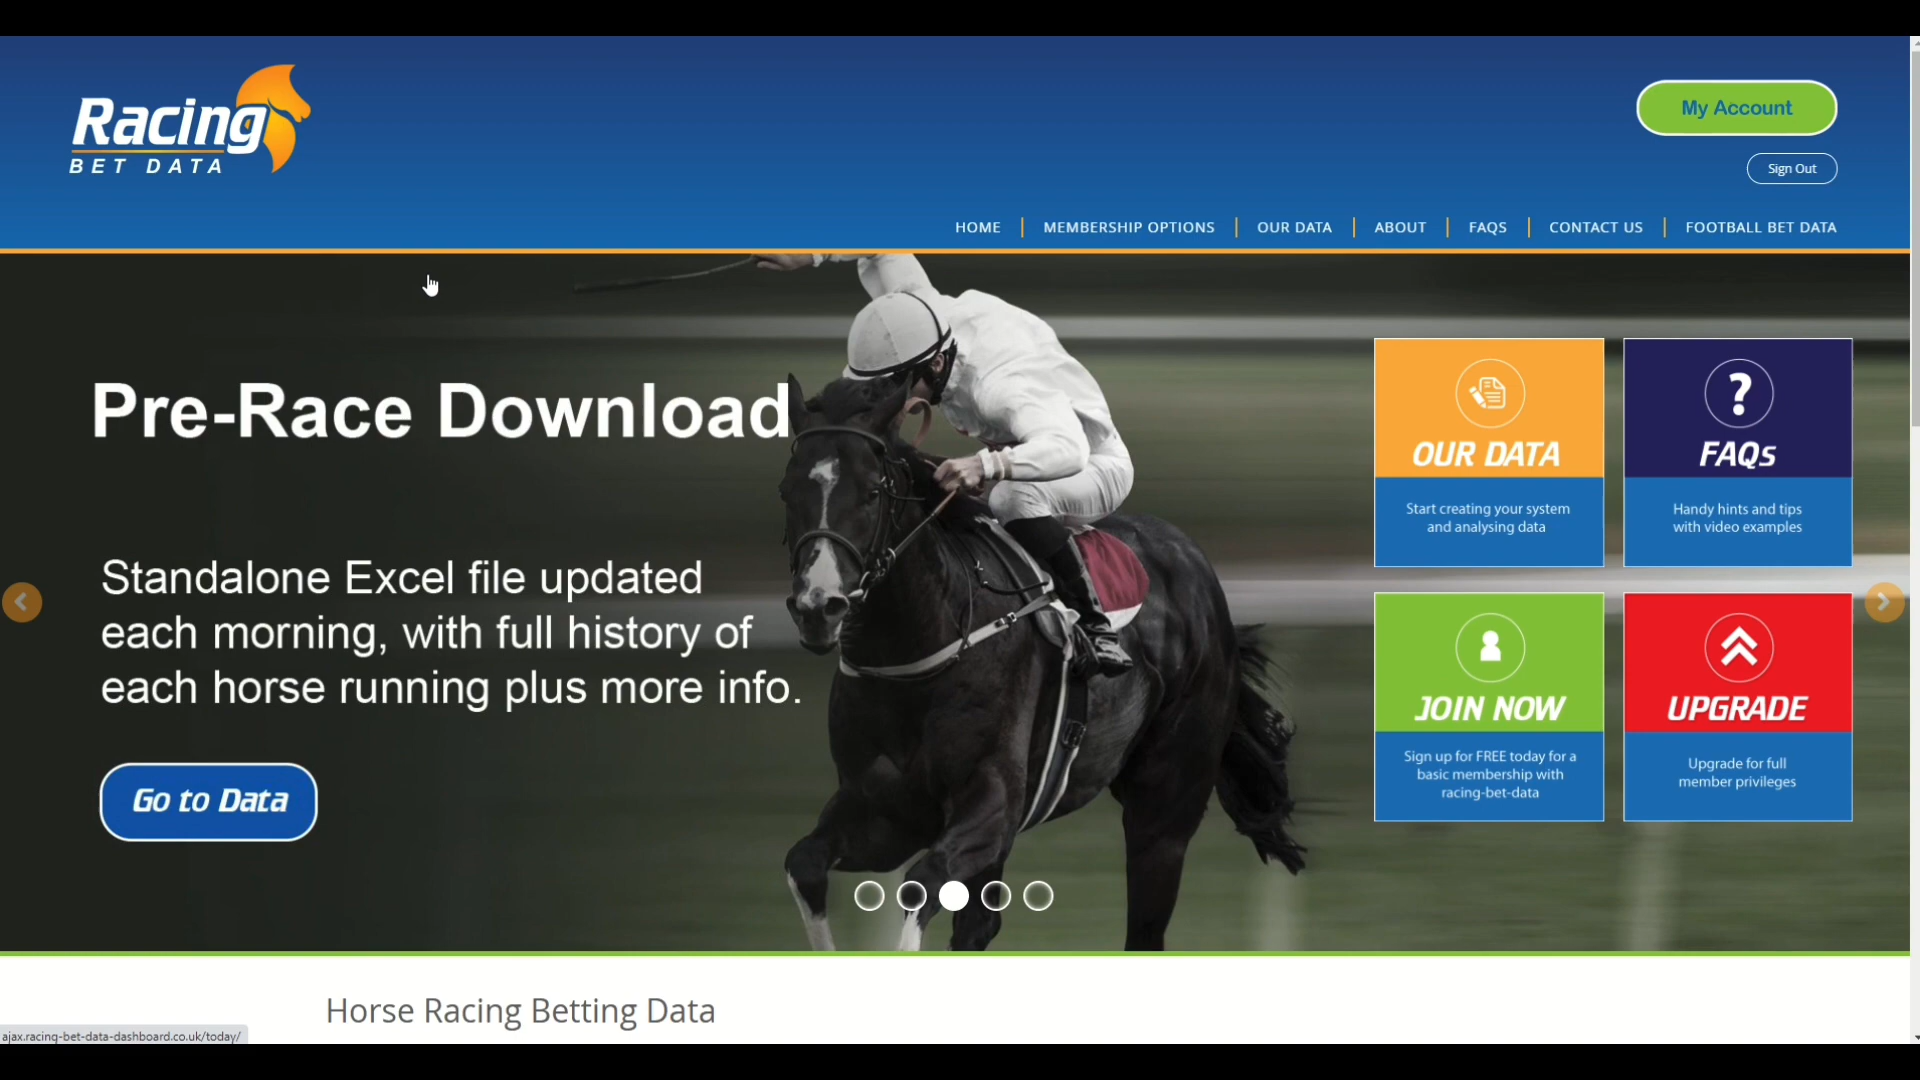 Racing
BET DATA
My Account
Sign Out
HOME
MEMBERSHIP OPTIONS
OUR DATA
ABOUT
FAQS
CONTACT US
FOOTBALL BET DATA
Pre-Race Download
Standalone Excel file updated
each morning, with full history of
each horse running plus more info.
Go to Data
OUR DATA
Start creating your system
and analysing data
?
FAQs
Handy hints and tips
with video examples
JOIN NOW
Sign up for FREE today for a
basic membership with
racing-bet-data
UPGRADE
Upgrade for full
member privileges
Horse Racing Betting Data
ajax.racing-bet-data-dashboard.co.uk/today/